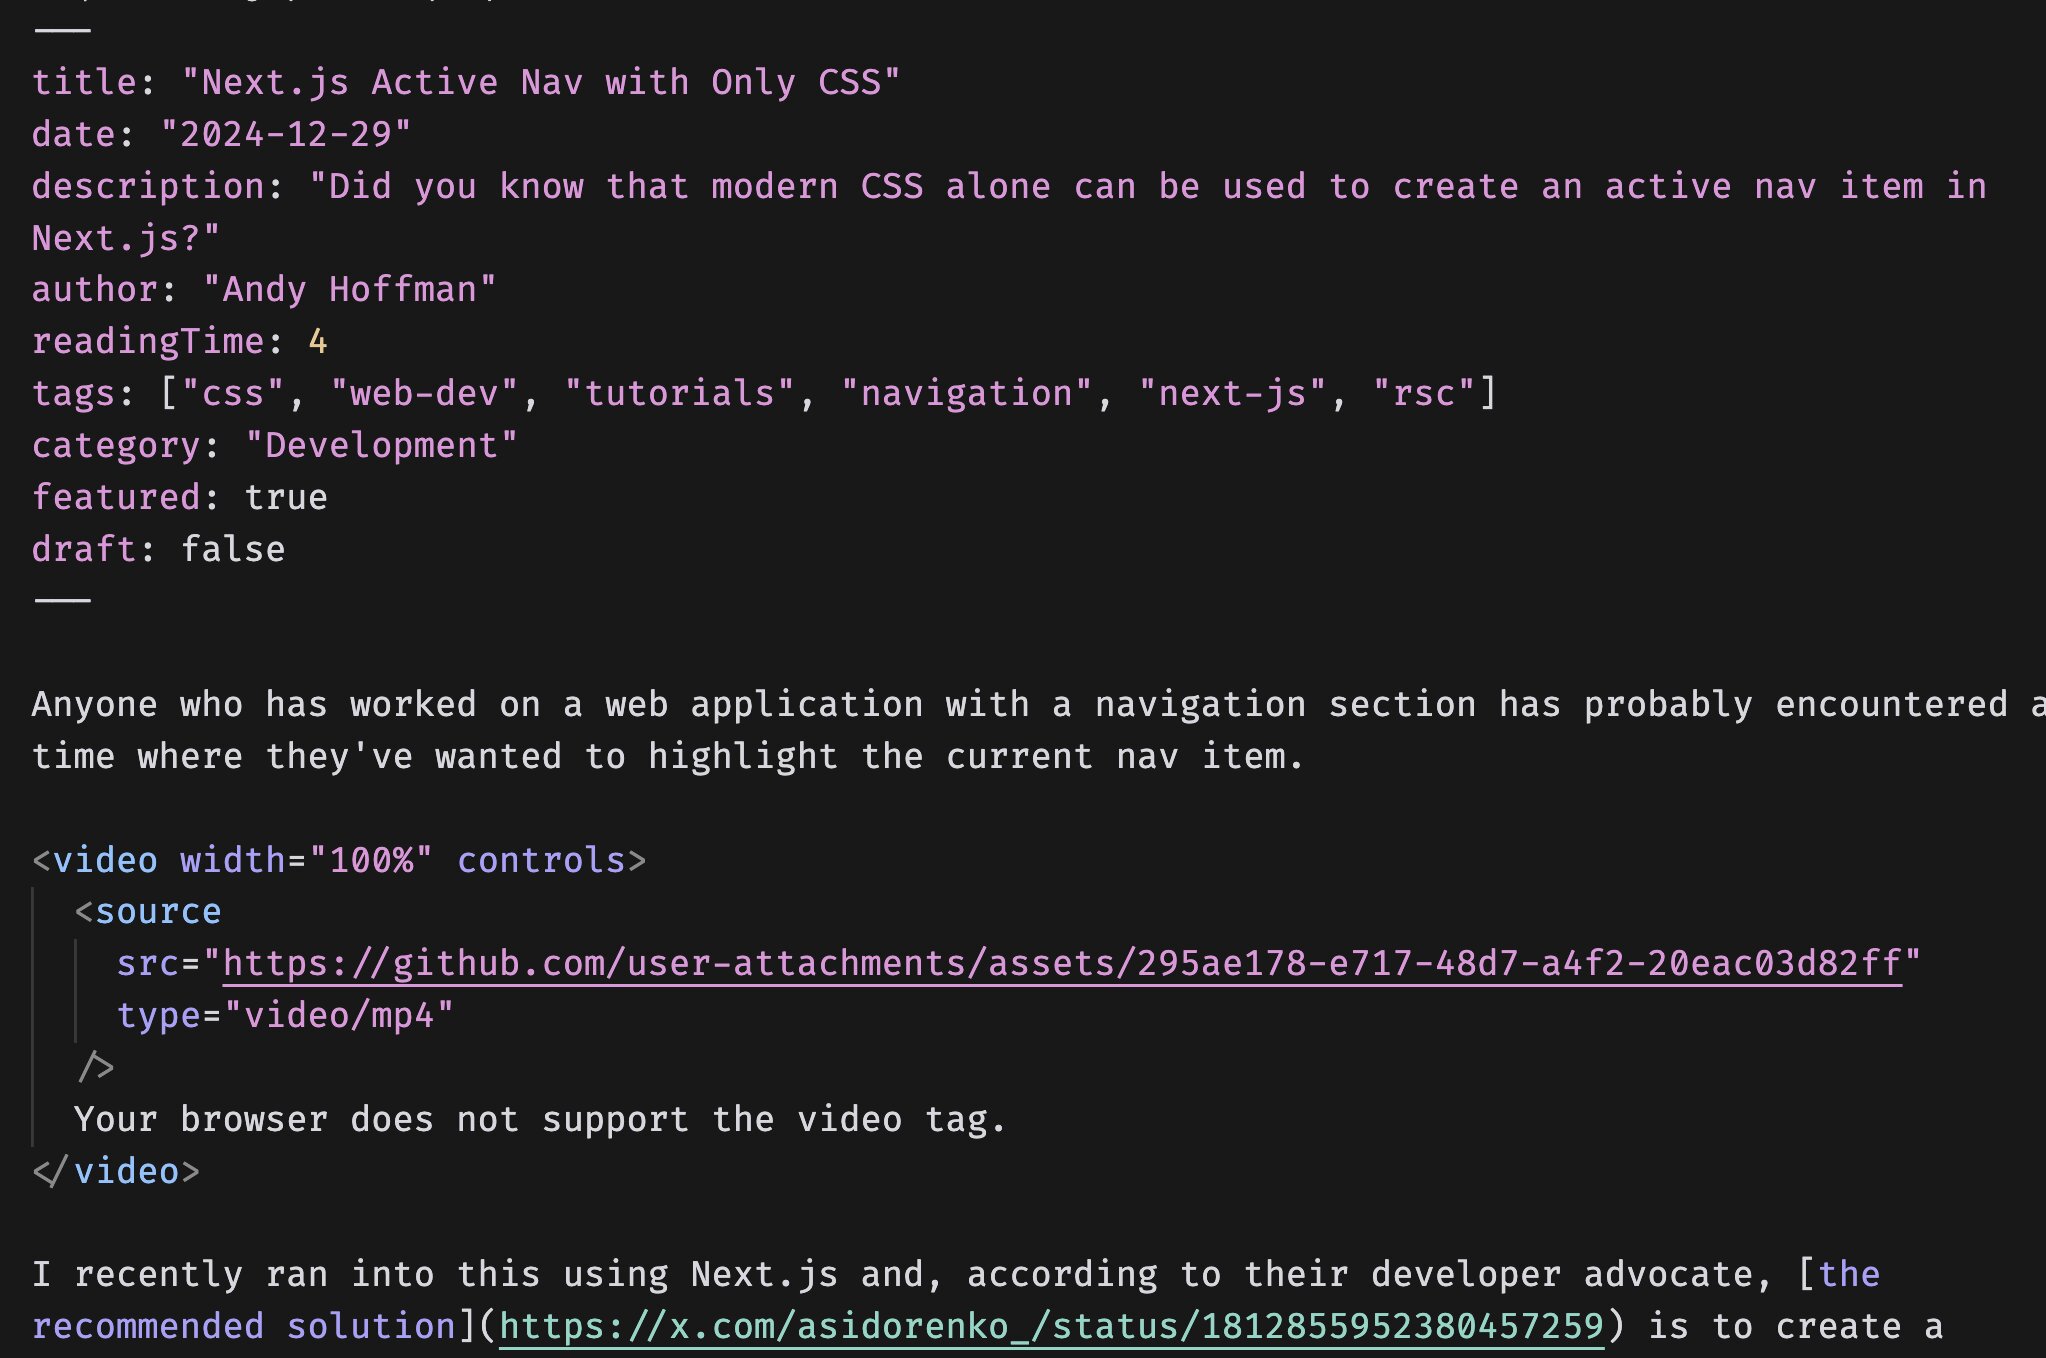 ---
title: "Next.js Active Nav with Only CSS"
date: "2024-12-29"
description: "Did you know that modern CSS alone can be used to create an active nav item in
Next.js?"
author: "Andy Hoffman"
readingTime: 4
tags: ["css", "web-dev", "tutorials", "navigation", "next-js", "rsc"]
category: "Development"
featured: true
draft: false
---
Anyone who has worked on a web application with a navigation section has probably encountered a
time where they've wanted to highlight the current nav item.
<video width="100%" controls>
<source
src="https://github.com/user-attachments/assets/295ae178-e717-48d7-a4f2-20eac03d82ff"
type="video/mp4"
/>
Your browser does not support the video tag.
</video>
I recently ran into this using Next.js and, according to their developer advocate, [the
recommended solution](https://x.com/asidorenko_/status/1812855952380457259) is to create a